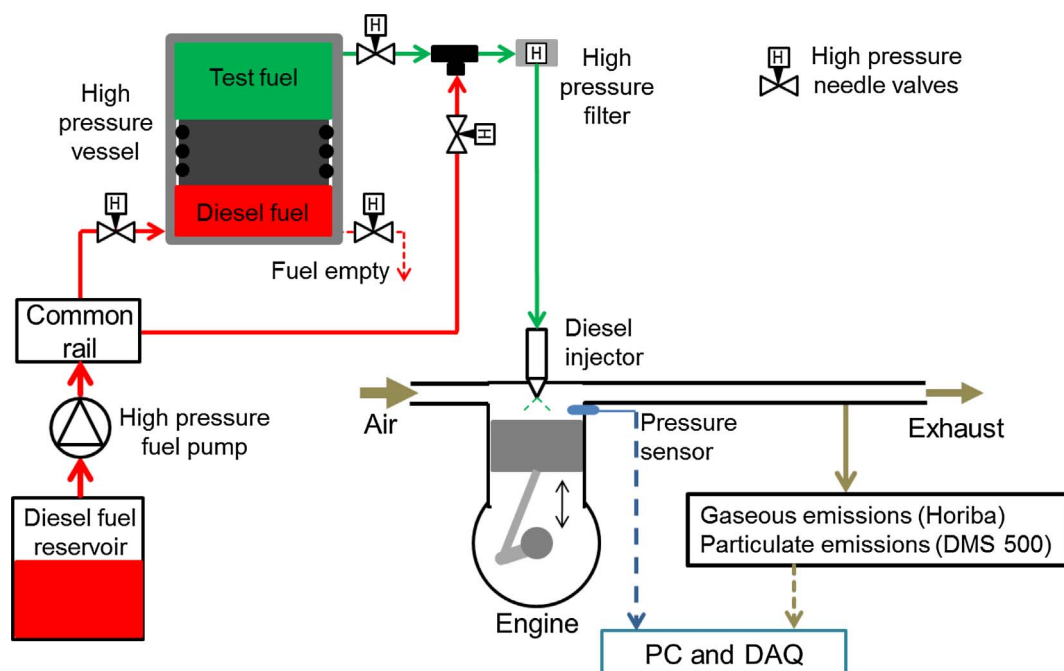 H
Test fuel
High
pressure
vessel
H
High
pressure
filter
H
High pressure
needle valves
H
H
Diesel fuel
H
Fuel empty
Common
rail
High pressure
fuel pump
Diesel fuel
reservoir
Diesel
injector
Air
Pressure
sensor
Exhaust
Gaseous emissions (Horiba)
Particulate emissions (DMS 500)
Engine
PC and DAQ